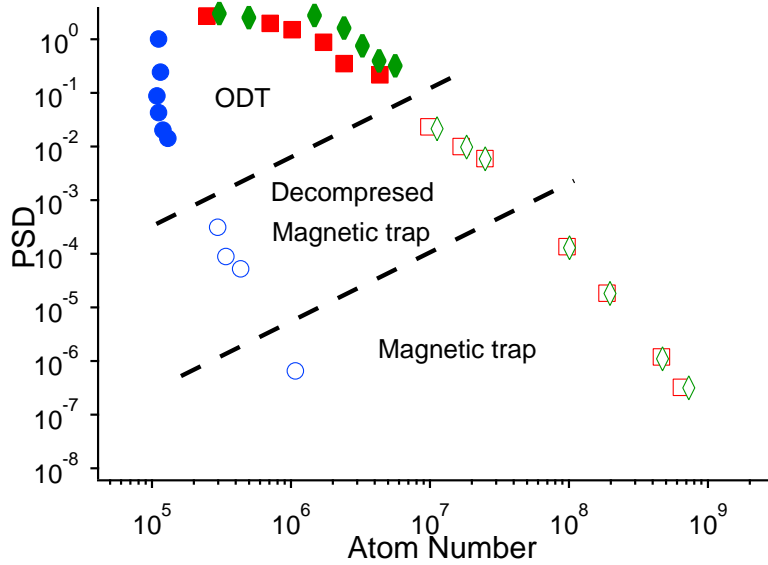 10^0
10^-1
10^-2
10^-3
10^-4
10^-5
10^-6
10^-7
10^-8
PSD
ODT
Decompresed
Magnetic trap
Magnetic trap
10^5 10^6 10^7 10^8 10^9
Atom Number